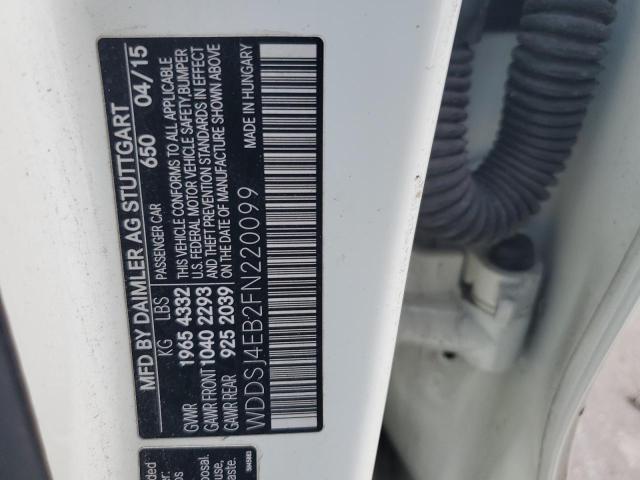 MFD BY DAIMLER AG STUTTGART
650 04/15
KG LBS PASSENGER CAR
GVWR 1965 4332 THIS VEHICLE CONFORMS TO ALL APPLICABLE
GAWR FRONT 1040 2293 U.S. FEDERAL MOTOR VEHICLE SAFETY, BUMPER
GAWR REAR 925 2039 AND THEFT PREVENTION STANDARDS IN EFFECT
ON THE DATE OF MANUFACTURE SHOWN ABOVE
WDDSJ4EB2FN220099 MADE IN HUNGARY